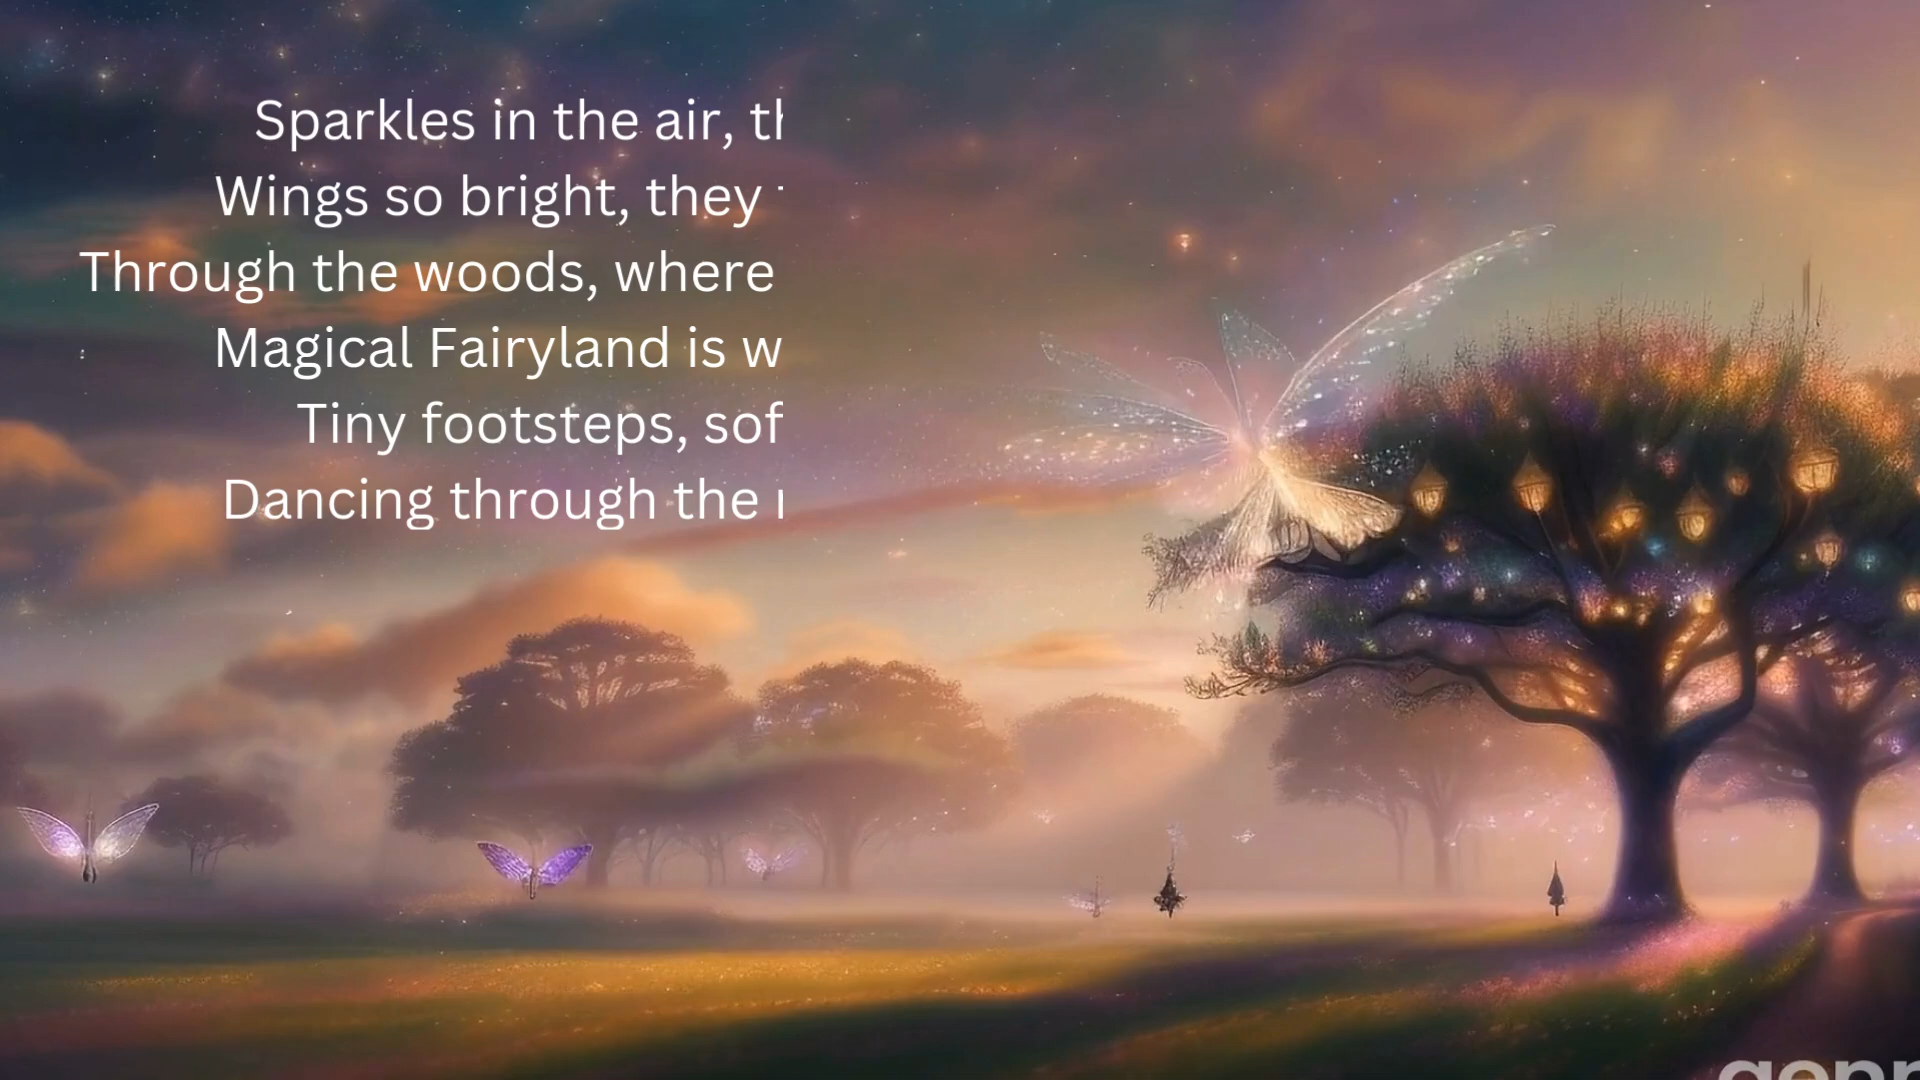 Sparkles in the air,
Wings so bright, they
Through the woods, where
Magical Fairyland is
Tiny footsteps,
Dancing through the